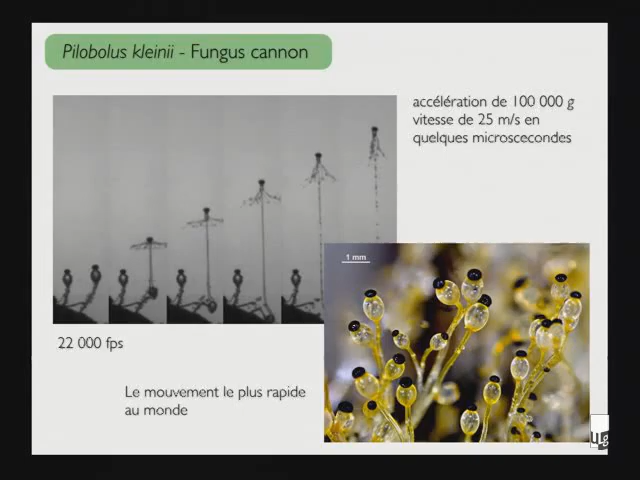 Pilobolus kleinii - Fungus cannon
accélération de 100 000 g
vitesse de 25 m/s en
quelques microscecondes
1 mm
22 000 fps
Le mouvement le plus rapide
au monde